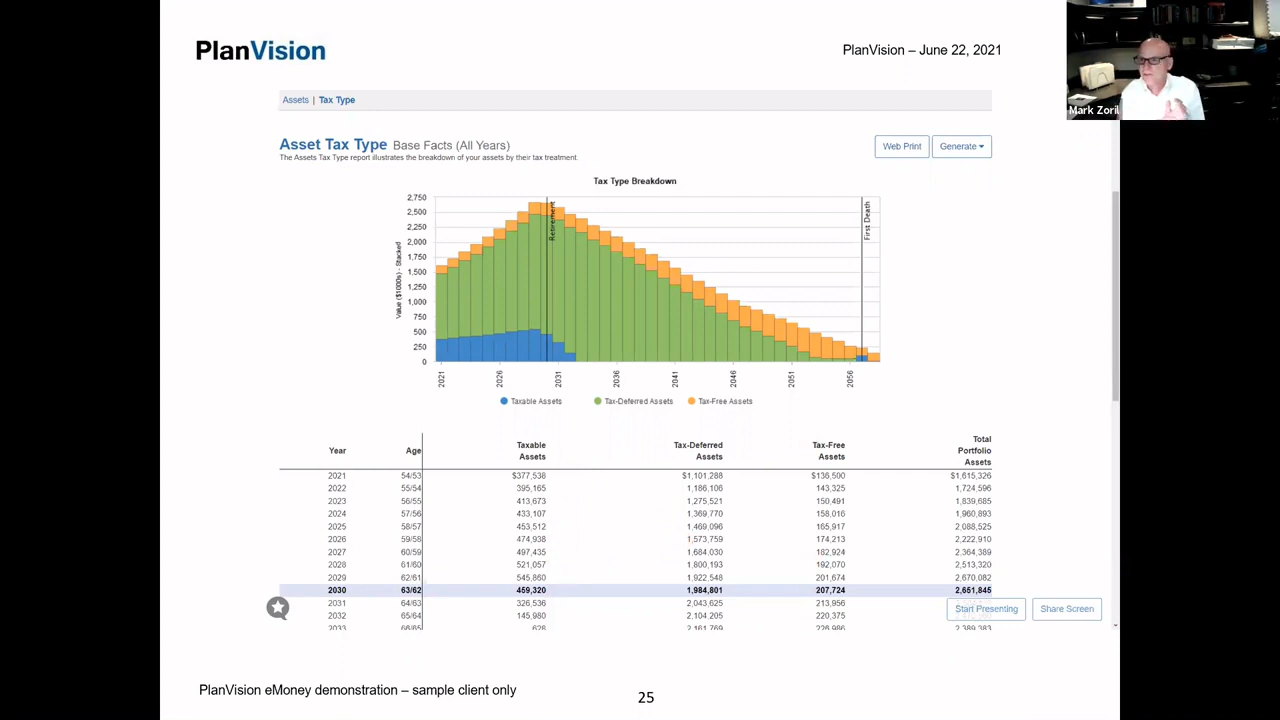 PlanVision
PlanVision – June 22, 2021
Mark Zoril
Assets | Tax Type
Asset Tax Type Base Facts (All Years)
The Assets Tax Type report illustrates the breakdown of your assets by their tax treatment.
Web Print
Generate
Tax Type Breakdown
Value ($1000s) - Stacked
2,750
2,500
2,250
2,000
1,750
1,500
1,250
1,000
750
500
250
0
Retirement
First Death
2021 2026 2031 2036 2041 2046 2051 2056
Taxable Assets Tax-Deferred Assets Tax-Free Assets
Year Age Taxable Assets Tax-Deferred Assets Tax-Free Assets Total Portfolio Assets
2021 54/53 $377,538 $1,101,288 $136,500 $1,615,326
2022 55/54 395,165 1,186,106 143,325 1,724,596
2023 56/55 413,673 1,275,521 150,491 1,839,685
2024 57/56 433,107 1,369,770 158,016 1,960,893
2025 58/57 453,512 1,469,096 165,917 2,088,525
2026 59/58 474,938 1,573,759 174,213 2,222,910
2027 60/59 497,435 1,684,030 182,924 2,364,389
2028 61/60 521,057 1,800,193 192,070 2,513,320
2029 62/61 545,860 1,922,548 201,674 2,670,082
2030 63/62 459,320 1,984,801 207,724 2,651,845
2031 64/63 326,536 2,043,625 213,956
2032 65/64 145,980 2,104,205 220,375
2033 66/65 628 2,161,769 226,986 2,389,383
Start Presenting
Share Screen
PlanVision eMoney demonstration – sample client only
25